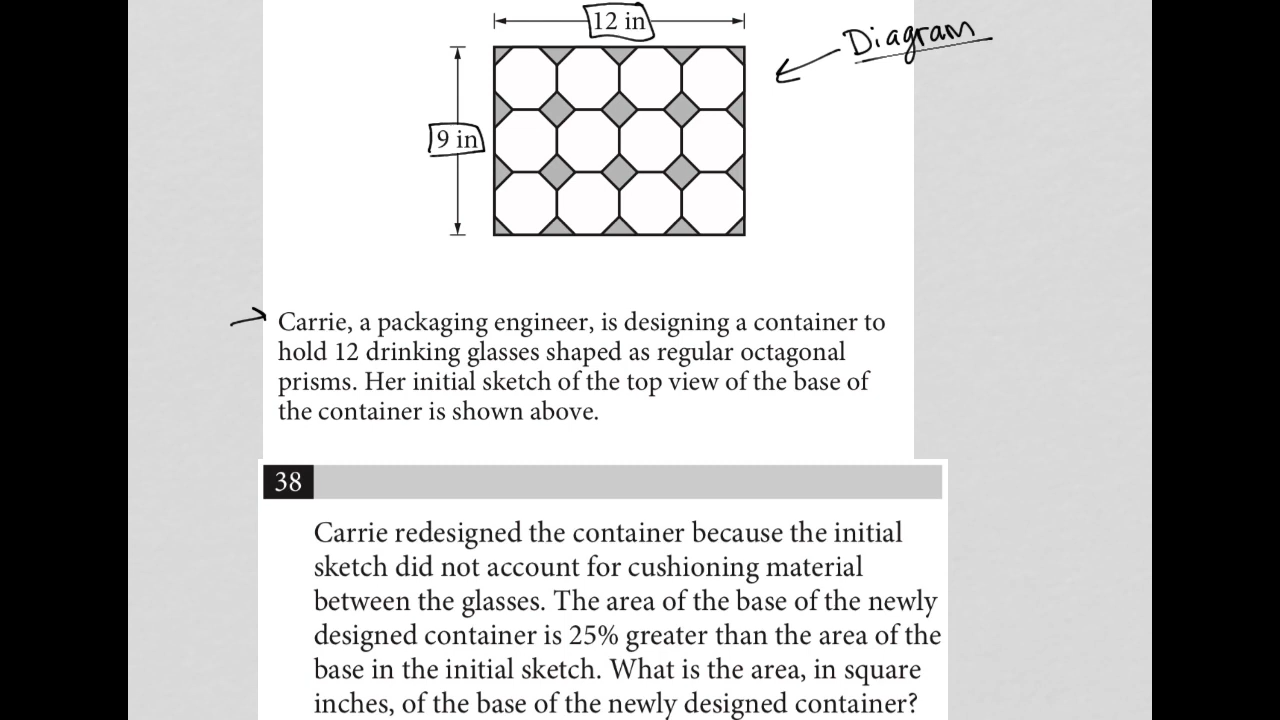 12 in
Diagram
9 in
Carrie, a packaging engineer, is designing a container to
hold 12 drinking glasses shaped as regular octagonal
prisms. Her initial sketch of the top view of the base of
the container is shown above.
38
Carrie redesigned the container because the initial
sketch did not account for cushioning material
between the glasses. The area of the base of the newly
designed container is 25% greater than the area of the
base in the initial sketch. What is the area, in square
inches, of the base of the newly designed container?